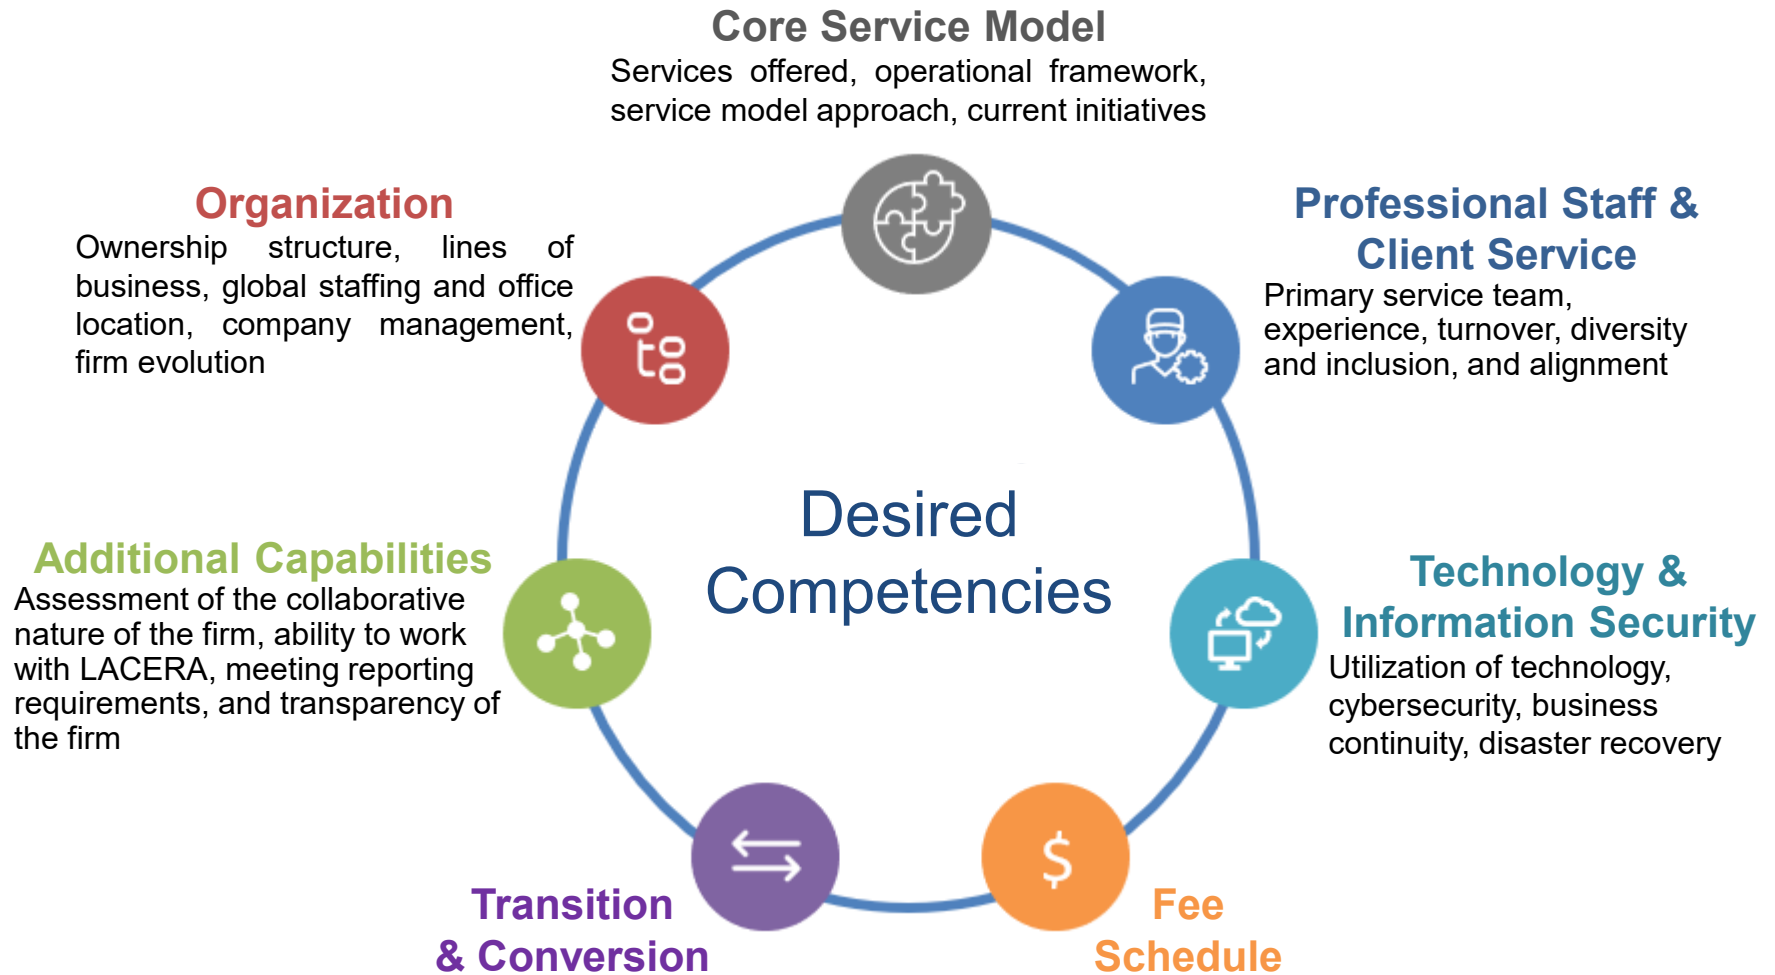 Core Service Model
Services offered, operational framework,
service model approach, current initiatives
Professional Staff &
Client Service
Primary service team,
experience, turnover, diversity
and inclusion, and alignment
Technology &
Information Security
Utilization of technology,
cybersecurity, business
continuity, disaster recovery
$
Fee
Schedule
Transition
& Conversion
Additional Capabilities
Assessment of the collaborative
nature of the firm, ability to work
with LACERA, meeting reporting
requirements, and transparency of
the firm
Organization
Ownership structure, lines of
business, global staffing and office
location, company management,
firm evolution
Desired
Competencies